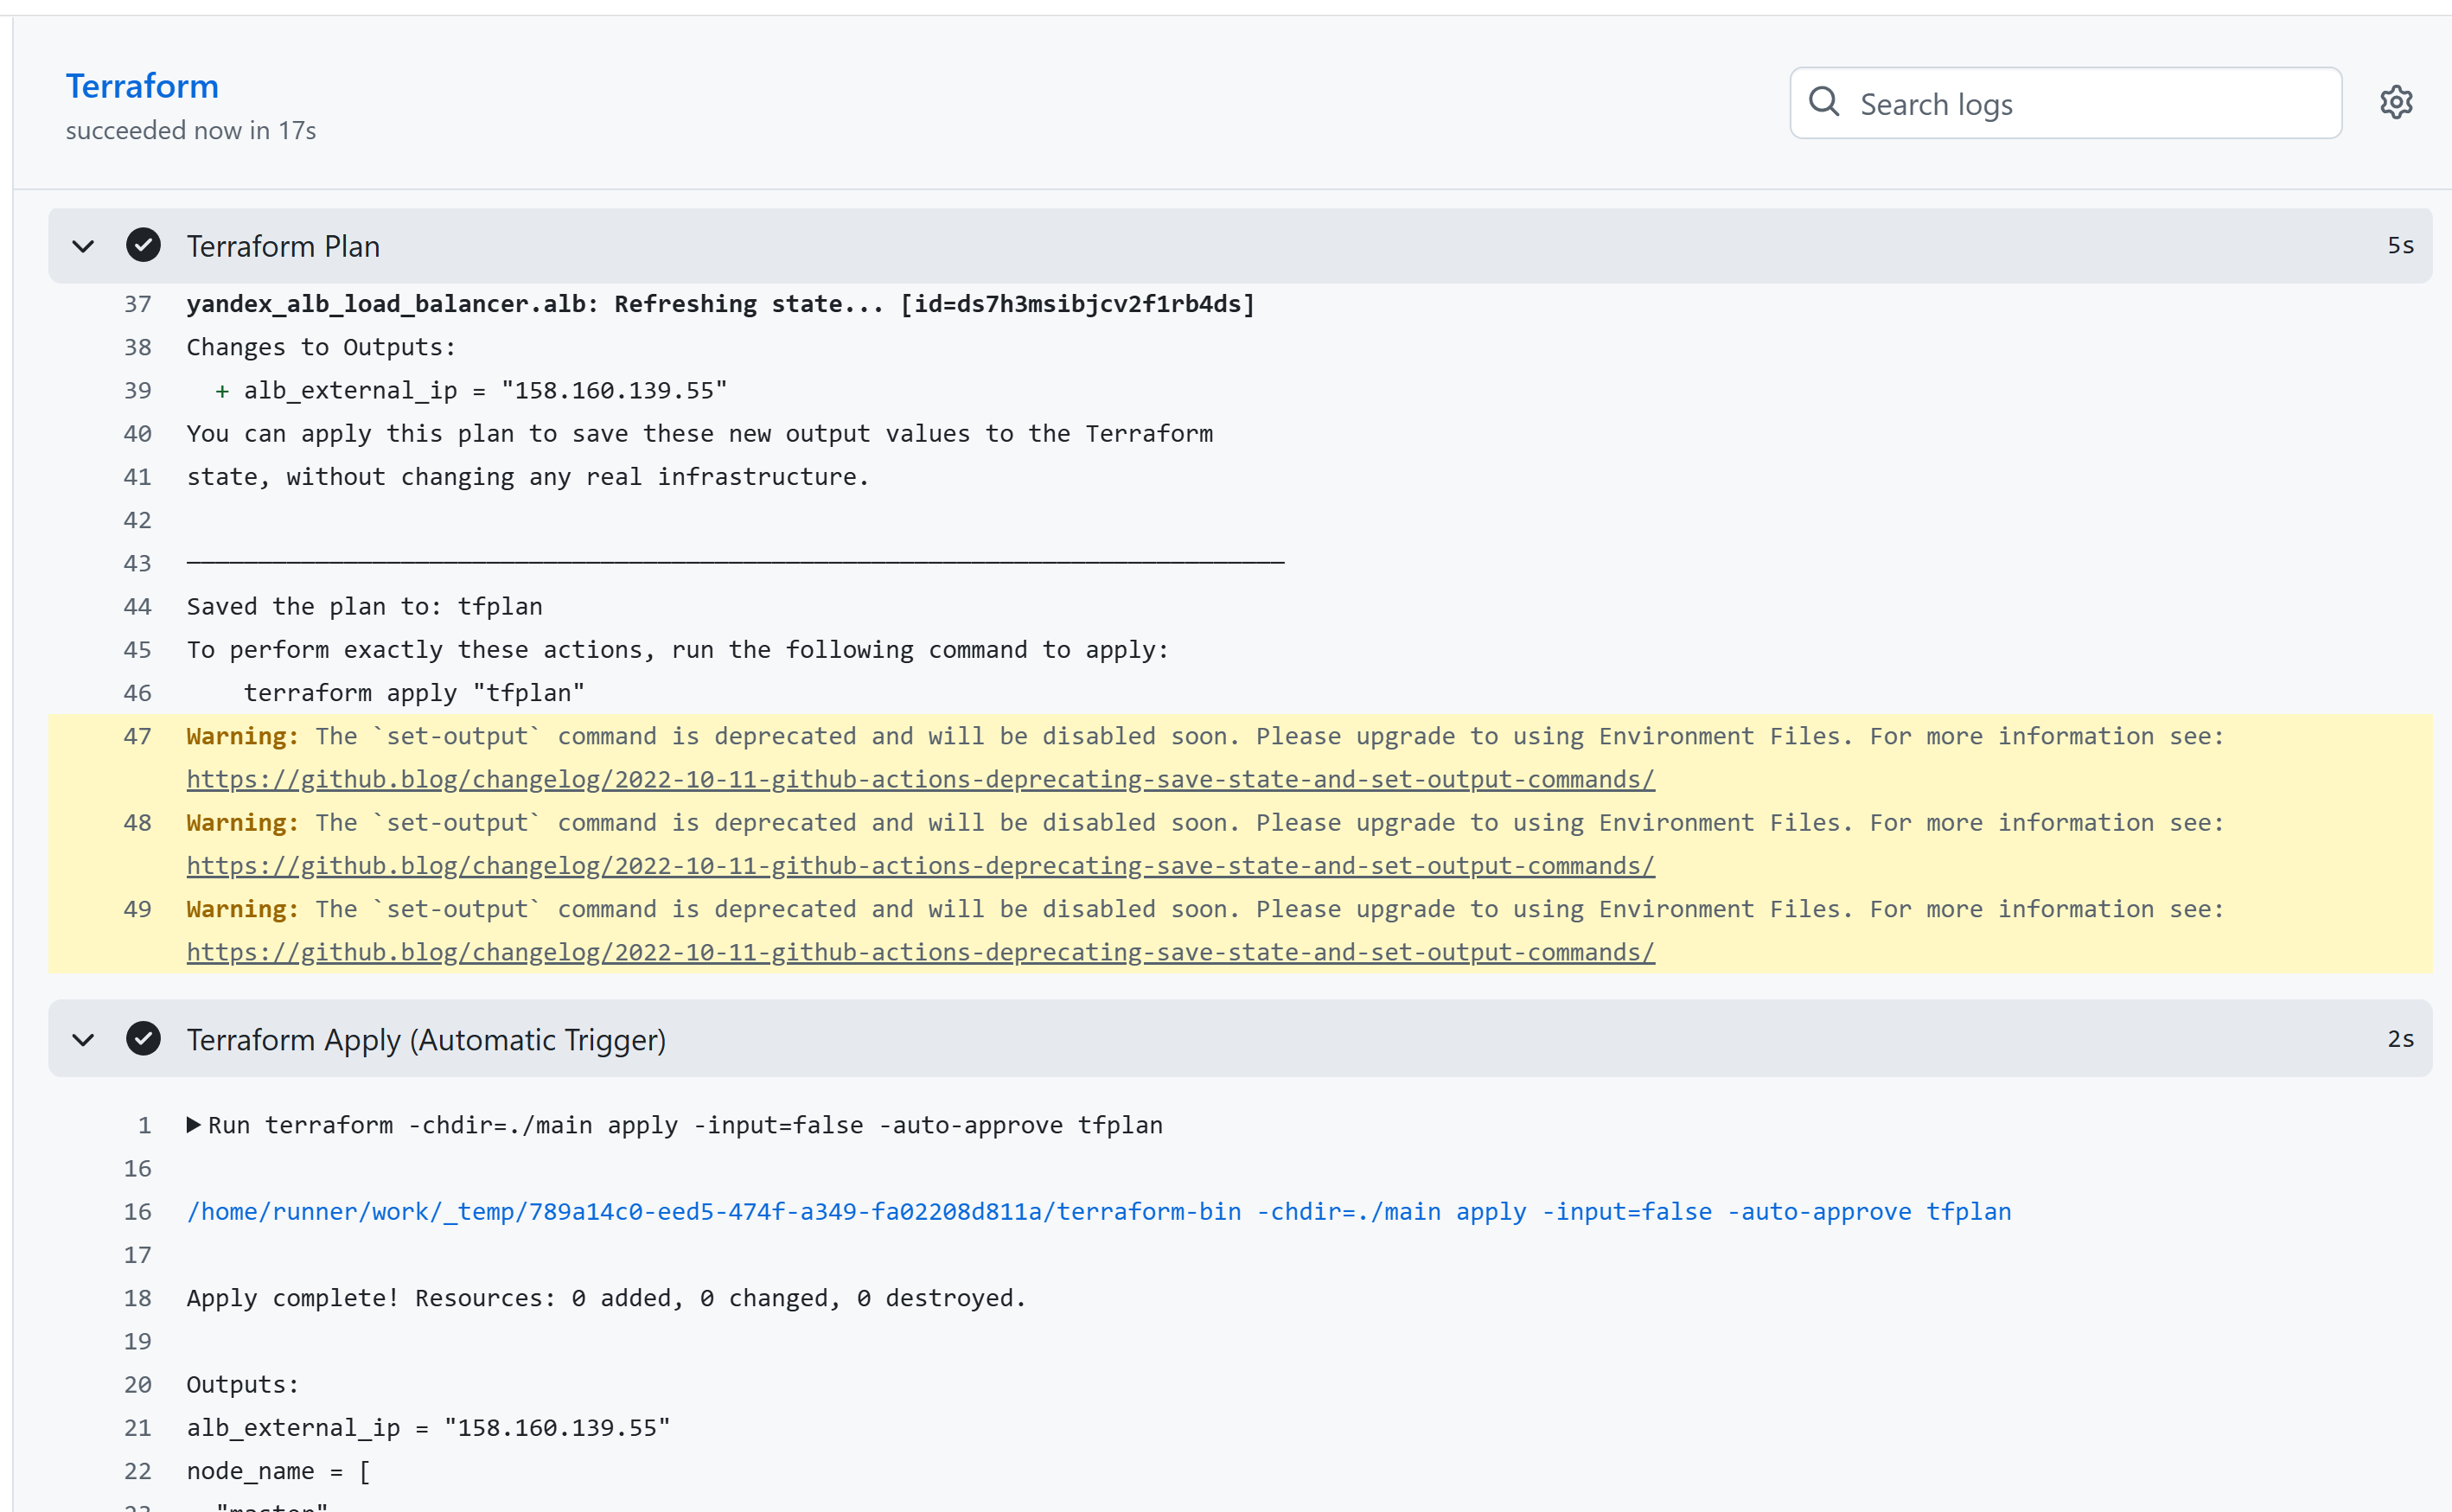 Terraform
succeeded now in 17s
Search logs
Terraform Plan 5s
37 yandex_alb_load_balancer.alb: Refreshing state... [id=ds7h3msibjcv2f1rb4ds]
38 Changes to Outputs:
39 + alb_external_ip = "158.160.139.55"
40 You can apply this plan to save these new output values to the Terraform
41 state, without changing any real infrastructure.
42
43 ─────────────────────────────────────────────────────────────────────────────
44 Saved the plan to: tfplan
45 To perform exactly these actions, run the following command to apply:
46 terraform apply "tfplan"
47 Warning: The `set-output` command is deprecated and will be disabled soon. Please upgrade to using Environment Files. For more information see:
https://github.blog/changelog/2022-10-11-github-actions-deprecating-save-state-and-set-output-commands/
48 Warning: The `set-output` command is deprecated and will be disabled soon. Please upgrade to using Environment Files. For more information see:
https://github.blog/changelog/2022-10-11-github-actions-deprecating-save-state-and-set-output-commands/
49 Warning: The `set-output` command is deprecated and will be disabled soon. Please upgrade to using Environment Files. For more information see:
https://github.blog/changelog/2022-10-11-github-actions-deprecating-save-state-and-set-output-commands/
Terraform Apply (Automatic Trigger) 2s
1 ▶Run terraform -chdir=./main apply -input=false -auto-approve tfplan
16
16 /home/runner/work/_temp/789a14c0-eed5-474f-a349-fa02208d811a/terraform-bin -chdir=./main apply -input=false -auto-approve tfplan
17
18 Apply complete! Resources: 0 added, 0 changed, 0 destroyed.
19
20 Outputs:
21 alb_external_ip = "158.160.139.55"
22 node_name = [
23 "master"